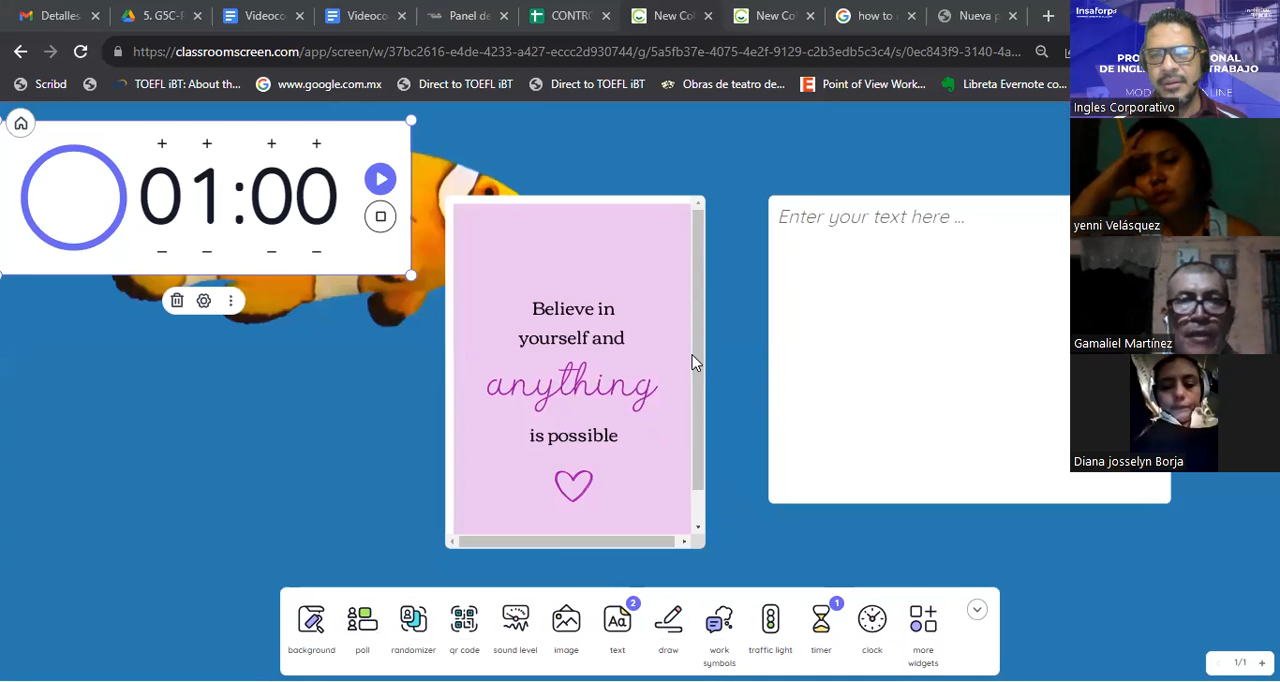 Detalles
5. G5C-F
Videoco
Videoco
Panel de
CONTRO
New Col
New Col
how to r
Nueva p
https://classroomscreen.com/app/screen/w/37bc2616-e4de-4233-a427-eccc2d930744/g/5a5fb37e-4075-4e2f-9129-c2b3edb5c3c4/s/0ec843f9-3140-4a...
Scribd
TOEFL iBT: About th...
www.google.com.mx
Direct to TOEFL iBT
Direct to TOEFL iBT
Obras de teatro de...
Point of View Work...
Libreta Evernote co...
Insaforp
Ingles Corporativo
yenni Velásquez
Gamaliel Martínez
Diana josselyn Borja
01:00
Believe in
yourself and
anything
is possible
Enter your text here ...
background
poll
randomizer
qr code
sound level
image
text
2
draw
work
symbols
traffic light
timer
1
clock
more
widgets
1/1